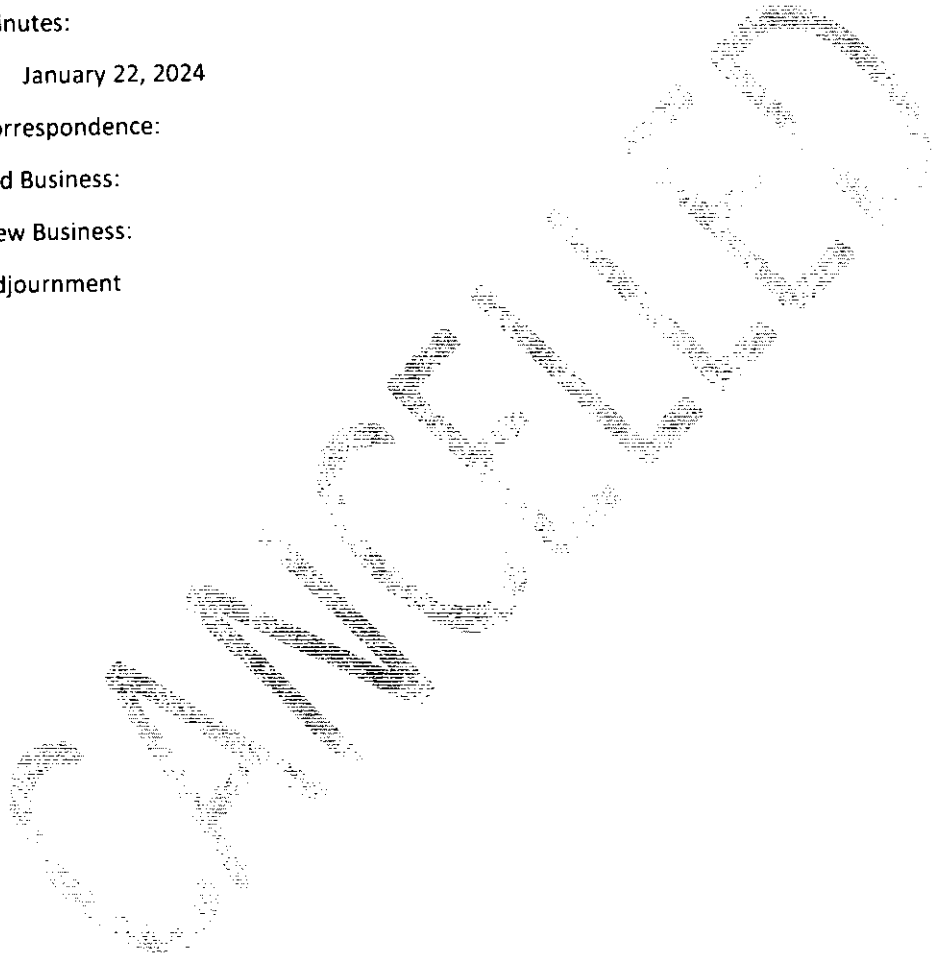 inutes:
January 22, 2024
orrespondence:
d Business:
ew Business:
djournment
CANCELLED